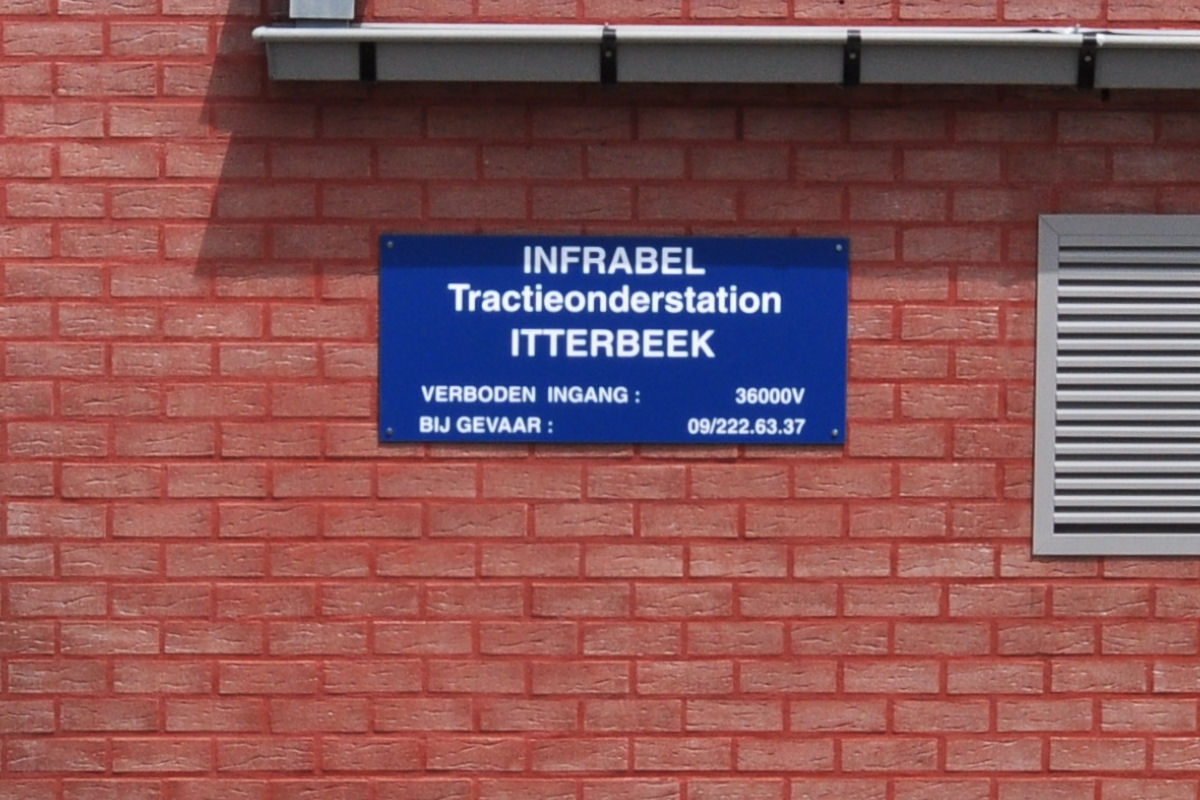 INFRABEL
Tractieonderstation
ITTERBEEK
VERBODEN INGANG : 36000V
BIJ GEVAAR : 09/222.63.37